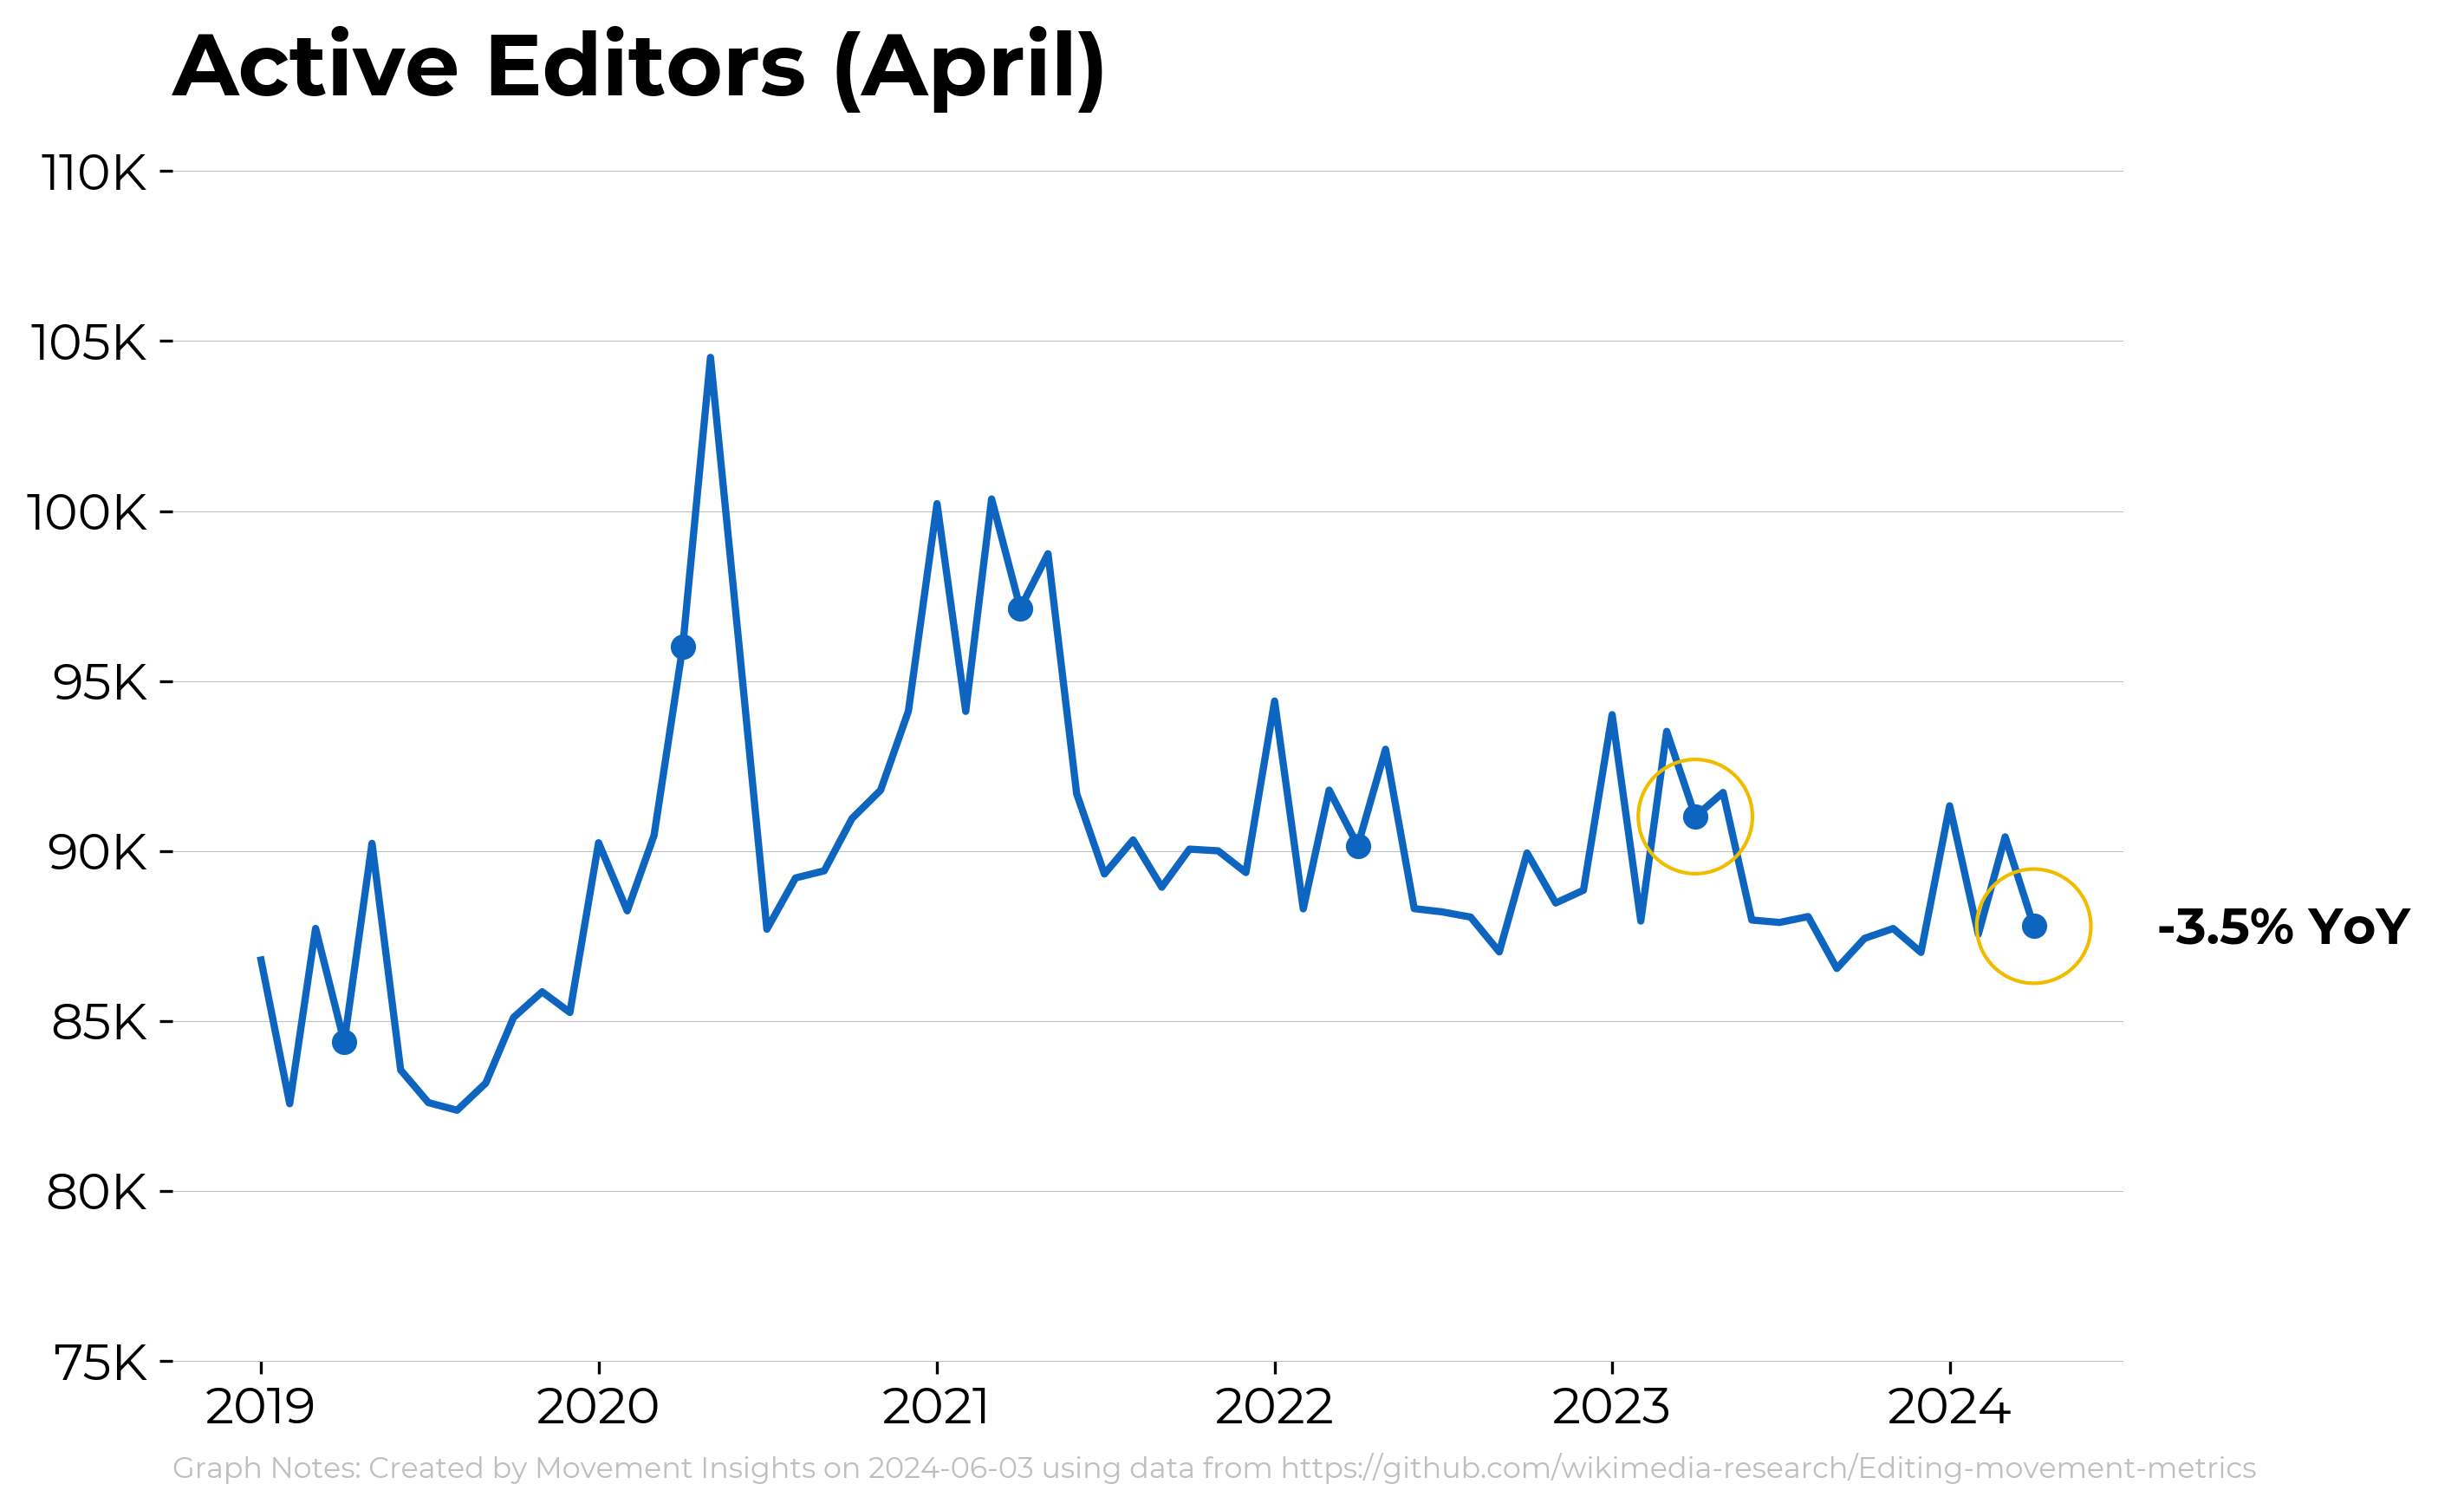 Active Editors (April)
110K
105K
100K
95K
90K
-3.5% YoY
85K
80K
75K
2019 2020 2021 2022 2023 2024
Graph Notes: Created by Movement Insights on 2024-06-03 using data from https://github.com/wikimedia-research/Editing-movement-metrics